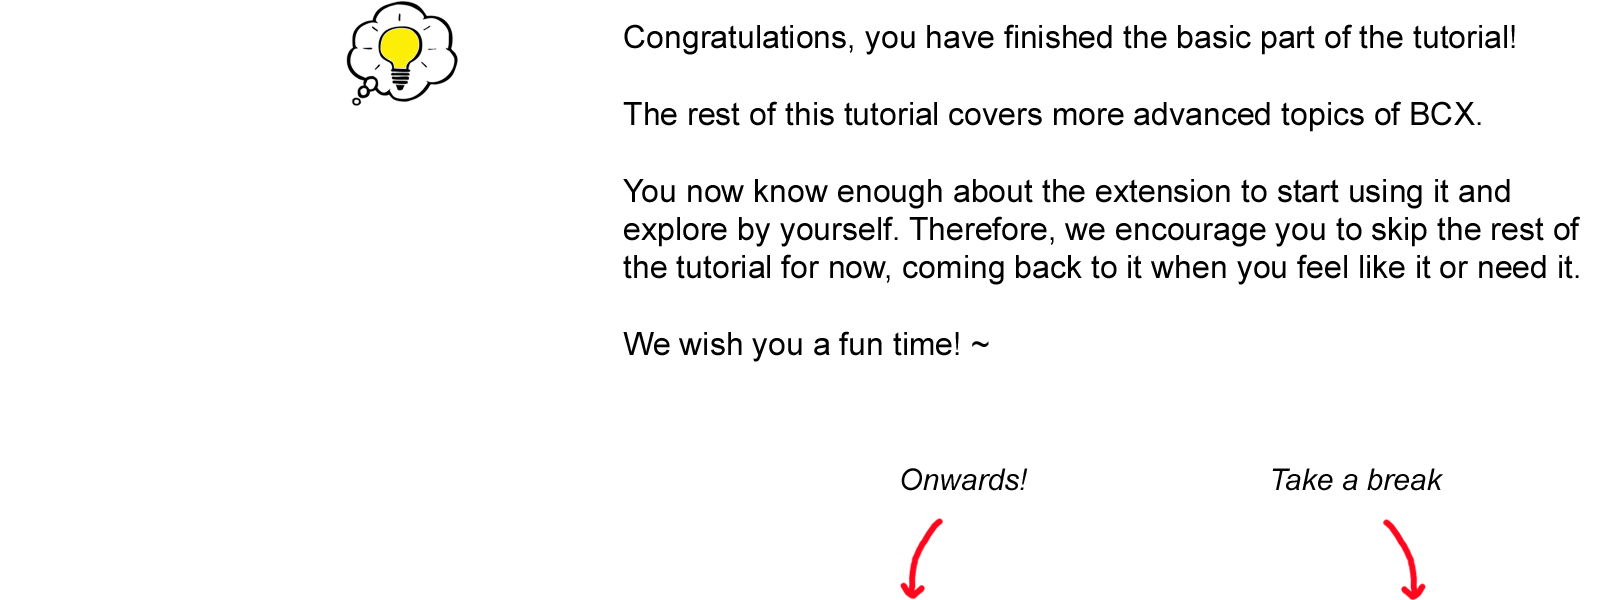 Congratulations, you have finished the basic part of the tutorial!
The rest of this tutorial covers more advanced topics of BCX.
You now know enough about the extension to start using it and
explore by yourself. Therefore, we encourage you to skip the rest of
the tutorial for now, coming back to it when you feel like it or need it.
We wish you a fun time! ~
Onwards!
Take a break